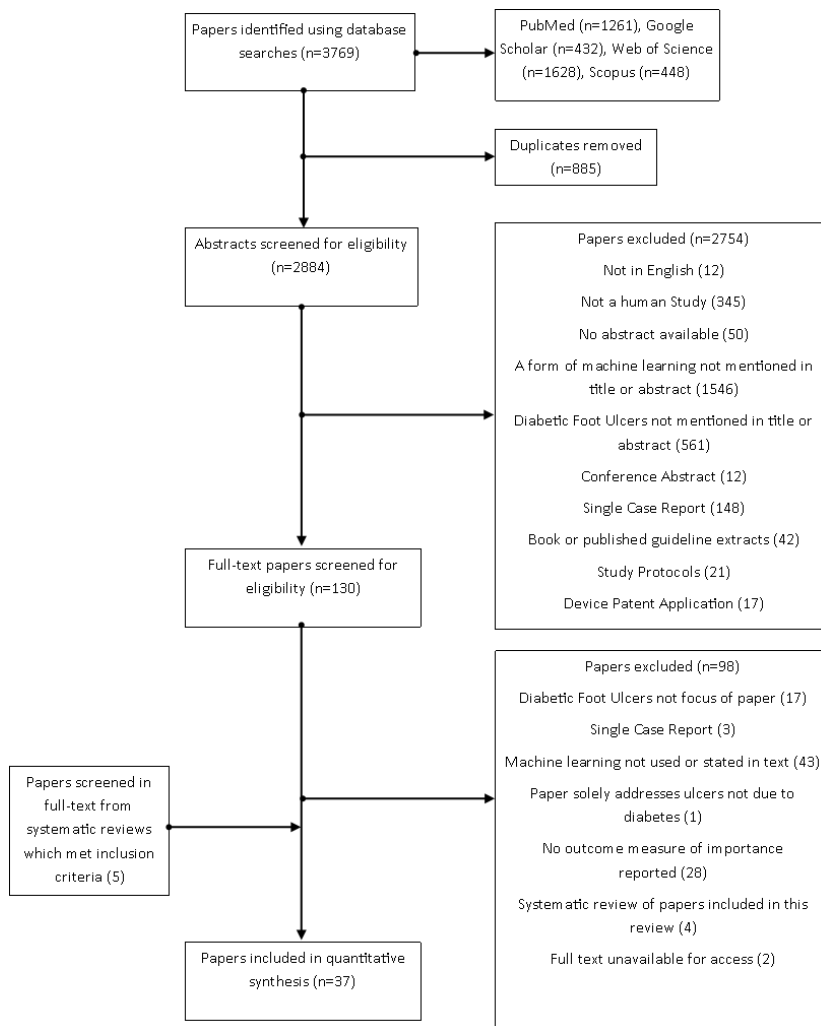 Papers identified using database
searches (n=3769)
PubMed (n=1261), Google
Scholar (n=432), Web of Science
(n=1628), Scopus (n=448)
Duplicates removed
(n=885)
Abstracts screened for eligibility
(n=2884)
Papers excluded (n=2754)
Not in English (12)
Not a human Study (345)
No abstract available (50)
A form of machine learning not mentioned in
title or abstract (1546)
Diabetic Foot Ulcers not mentioned in title or
abstract (561)
Conference Abstract (12)
Single Case Report (148)
Book or published guideline extracts (42)
Study Protocols (21)
Device Patent Application (17)
Full-text papers screened for
eligibility (n=130)
Papers excluded (n=98)
Diabetic Foot Ulcers not focus of paper (17)
Single Case Report (3)
Machine learning not used or stated in text (43)
Paper solely addresses ulcers not due to
diabetes (1)
No outcome measure of importance
reported (28)
Systematic review of papers included in this
review (4)
Full text unavailable for access (2)
Papers screened in
full-text from
systematic reviews
which met inclusion
criteria (5)
Papers included in quantitative
synthesis (n=37)